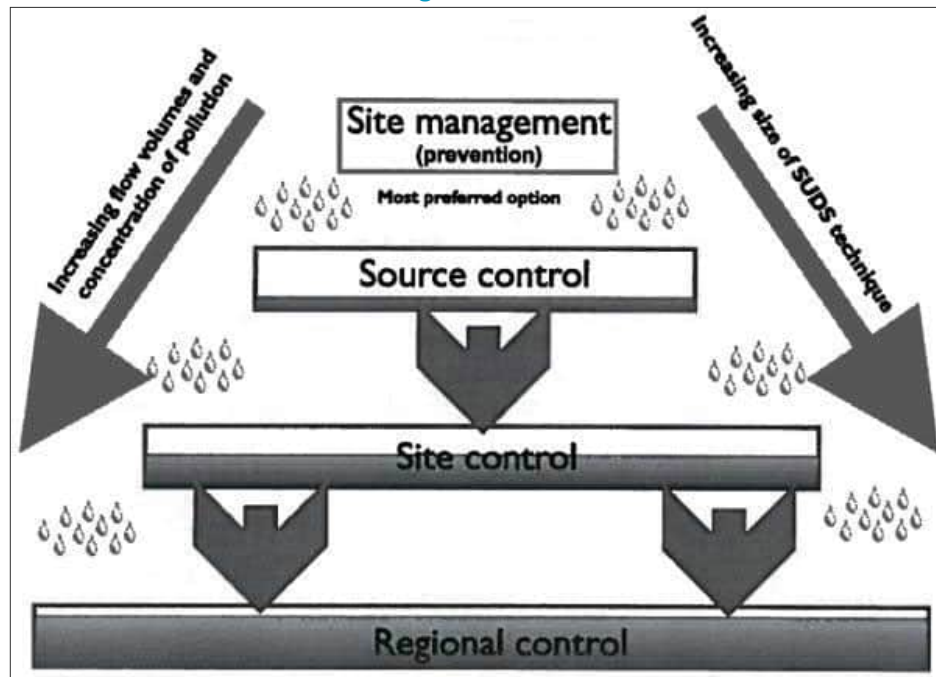 Increasing flow volumes and
concentration of pollution
Increasing size of SUDS technique
Site management
(prevention)
Most preferred option
Source control
Site control
Regional control